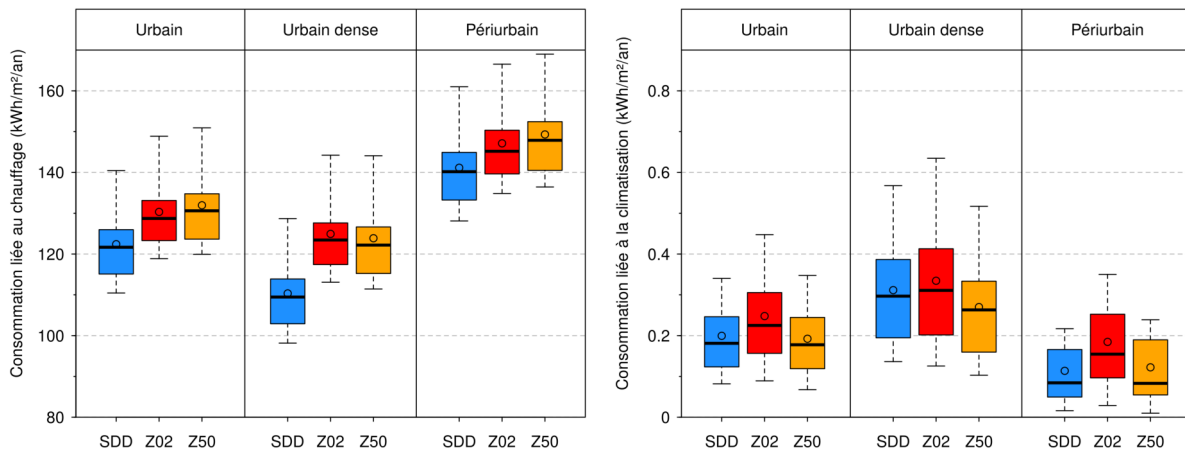 Urbain Urbain dense Périurbain
Consommation liée au chauffage (kWh/m²/an)
160
140
120
100
80
SDD Z02 Z50 SDD Z02 Z50 SDD Z02 Z50
Urbain Urbain dense Périurbain
Consommation liée à la climatisation (kWh/m²/an)
0.8
0.6
0.4
0.2
0
SDD Z02 Z50 SDD Z02 Z50 SDD Z02 Z50